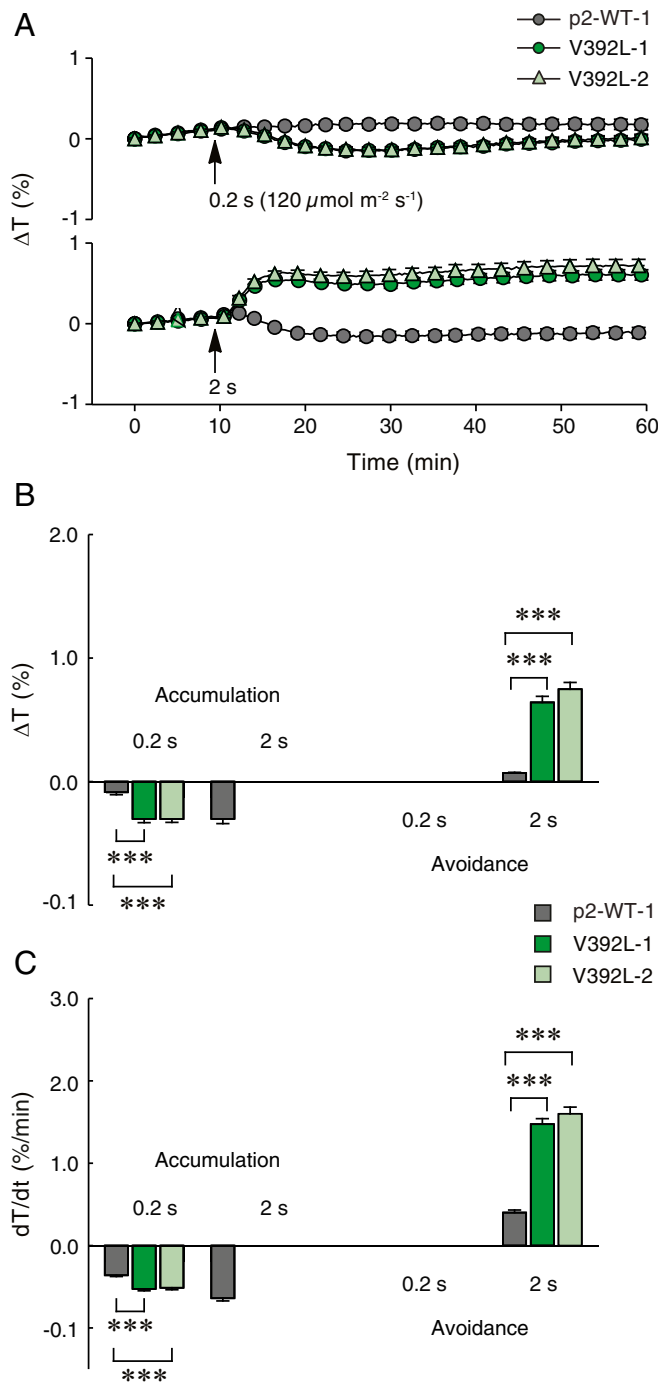 A
p2-WT-1
V392L-1
V392L-2
1
0
-1
0.2 s (120 µmol m⁻² s⁻¹)
ΔT (%)
1
0
-1
2 s
0 10 20 30 40 50 60
Time (min)
B
2.0
1.0
0.0
-0.1
ΔT (%)
Accumulation
0.2 s 2 s
***
***
***
***
0.2 s 2 s
Avoidance
p2-WT-1
V392L-1
V392L-2
C
3.0
2.0
1.0
0.0
-0.1
dT/dt (%/min)
Accumulation
0.2 s 2 s
***
***
***
***
0.2 s 2 s
Avoidance